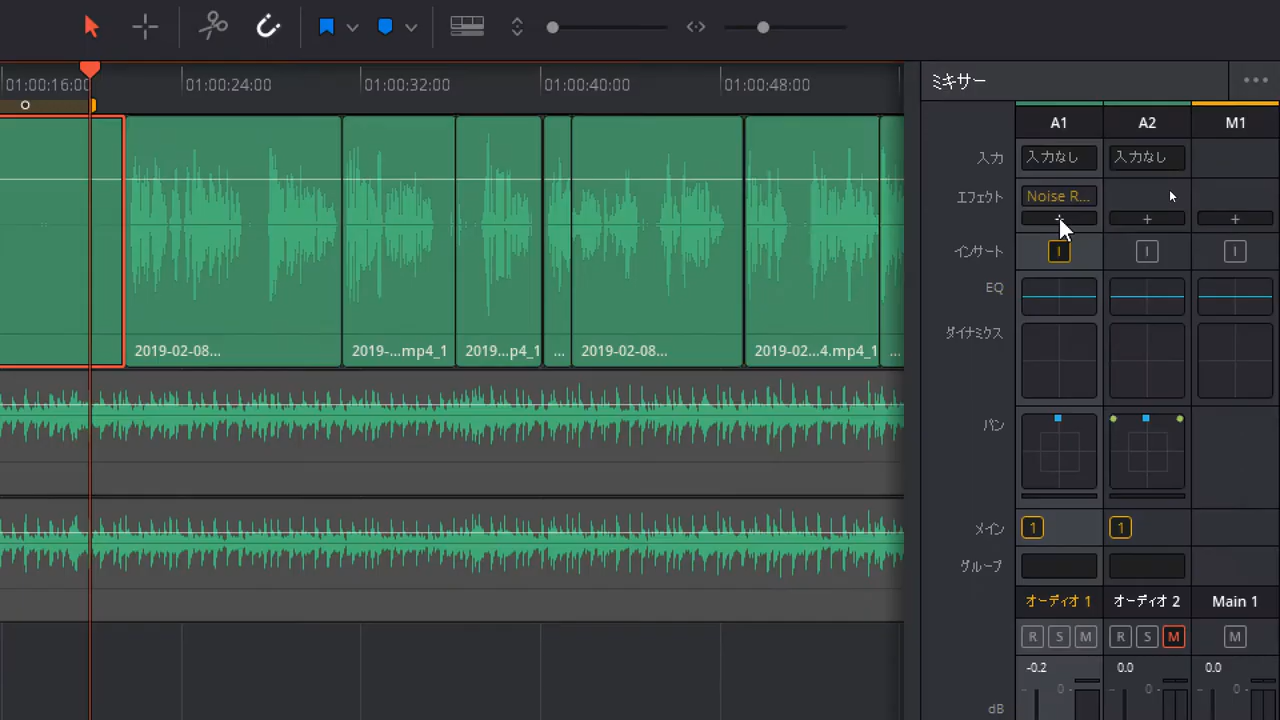 01:00:16:00 01:00:24:00 01:00:32:00 01:00:40:00 01:00:48:00
ミキサー
A1 A2 M1
入力 入力なし 入力なし
エフェクト Noise R...
+ + +
インサート I I I
EQ
ダイナミクス
2019-02-08... 2019-...mp4_1 2019...p4_1 ... 2019-02-08... 2019-02...4.mp4_1 ...
パン
メイン 1 1
グループ
オーディオ 1 オーディオ 2 Main 1
R S M R S M M
-0.2 0.0 0.0
0 0 0
dB